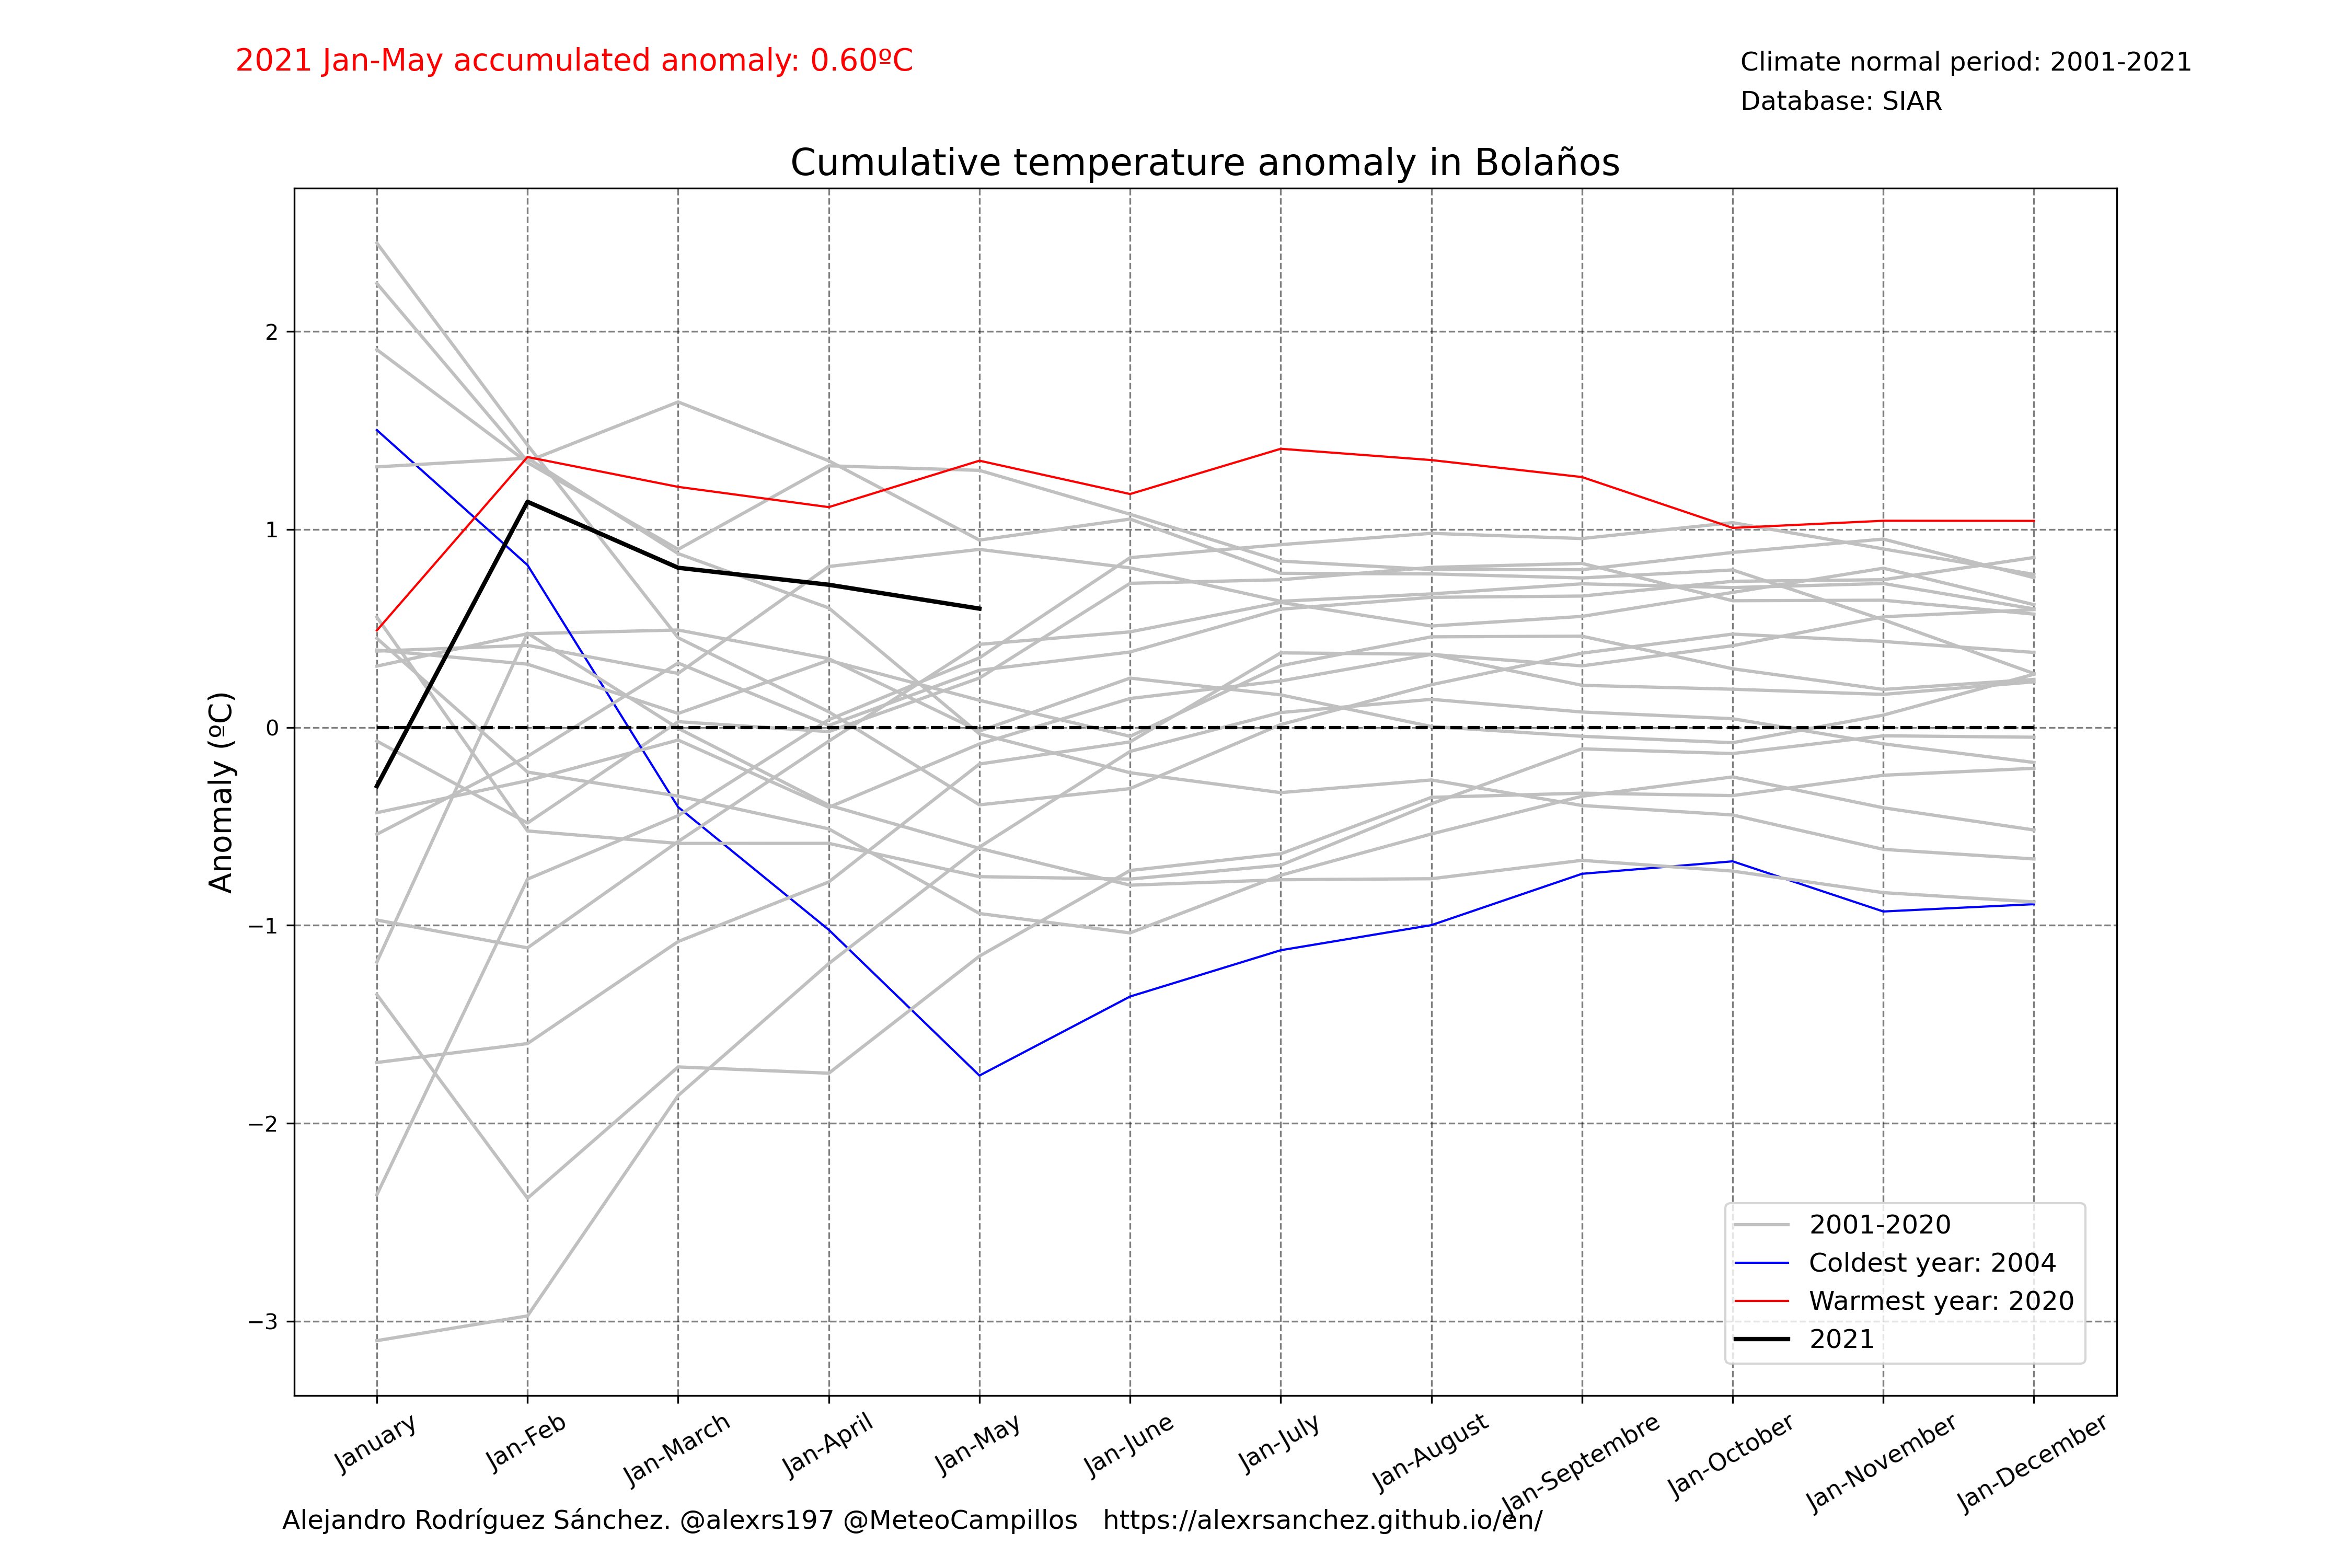 2021 Jan-May accumulated anomaly: 0.60ºC
Climate normal period: 2001-2021
Database: SIAR
Cumulative temperature anomaly in Bolaños
Anomaly (ºC)
2
1
0
−1
−2
−3
2001-2020
Coldest year: 2004
Warmest year: 2020
2021
January
Jan-Feb
Jan-March
Jan-April
Jan-May
Jan-June
Jan-July
Jan-August
Jan-Septembre
Jan-October
Jan-November
Jan-December
Alejandro Rodríguez Sánchez. @alexrs197 @MeteoCampillos https://alexrsanchez.github.io/en/